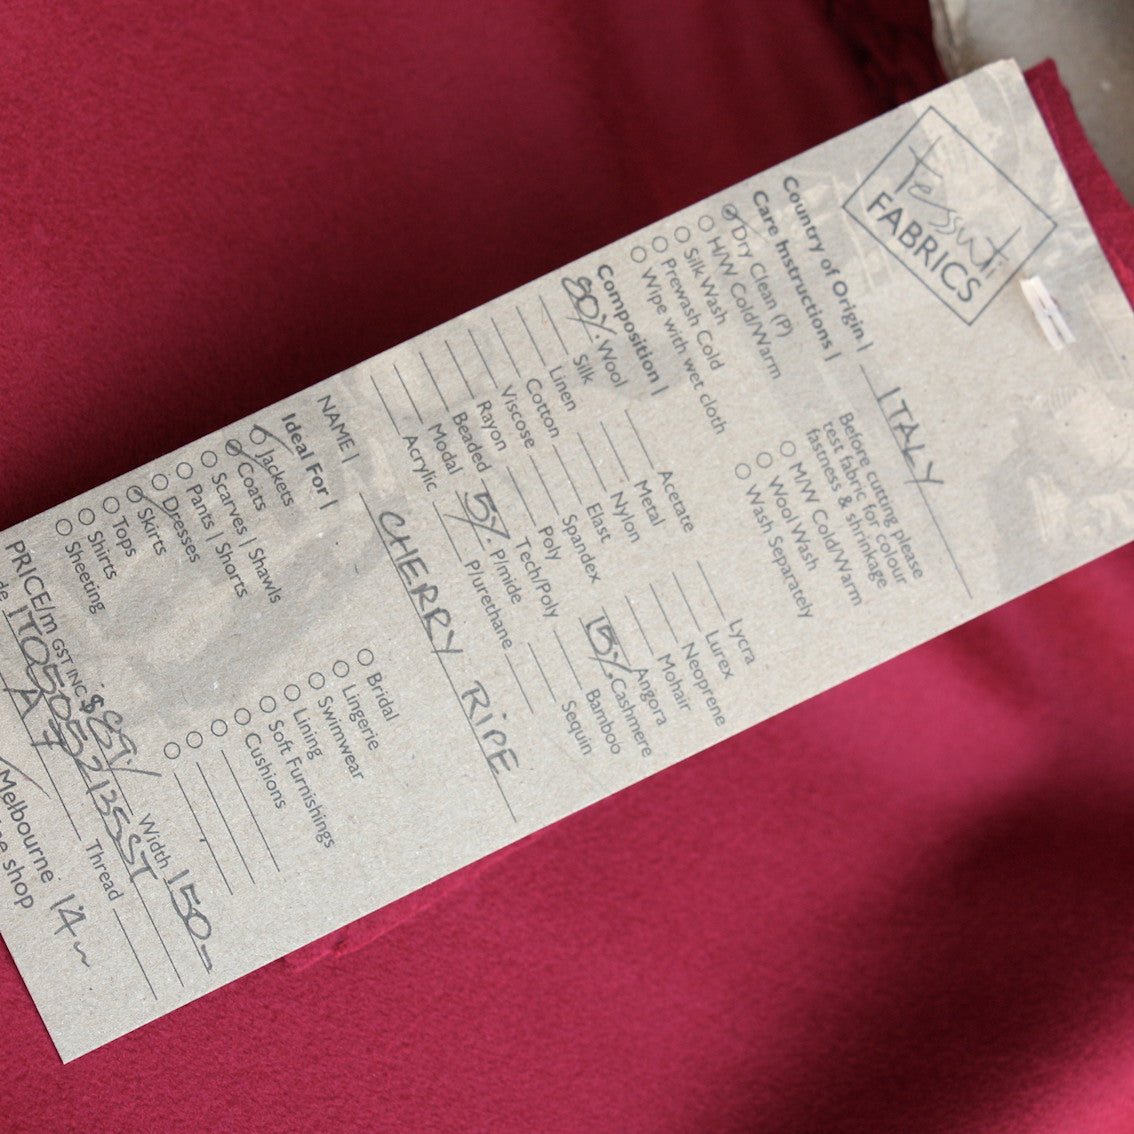 tessuti
FABRICS
Country of Origin | ITALY
Care Instructions |
Before cutting please
test fabric for colour
fastness & shrinkage
Dry Clean (P)
H/W Cold/Warm
Silk Wash
Prewash Cold
Wipe with wet cloth
M/W Cold/Warm
Wool Wash
Wash Separately
Composition |
80% Wool
Silk
Linen
Cotton
Viscose
Rayon
Beaded
Modal
Acrylic
Acetate
Metal
Nylon
Elast
Spandex
Poly
Tech/Poly
5% P/mide
P/urethane
Lycra
Lurex
Neoprene
Mohair
Angora
15% Cashmere
Bamboo
Sequin
NAME | CHERRY RIPE
Ideal For |
Jackets
Coats
Scarves | Shawls
Pants | Shorts
Dresses
Skirts
Tops
Shirts
Sheeting
Bridal
Lingerie
Swimwear
Lining
Soft Furnishings
Cushions
PRICE/m GST INC $ Width 150
de
Thread
Melbourne 14m
shop